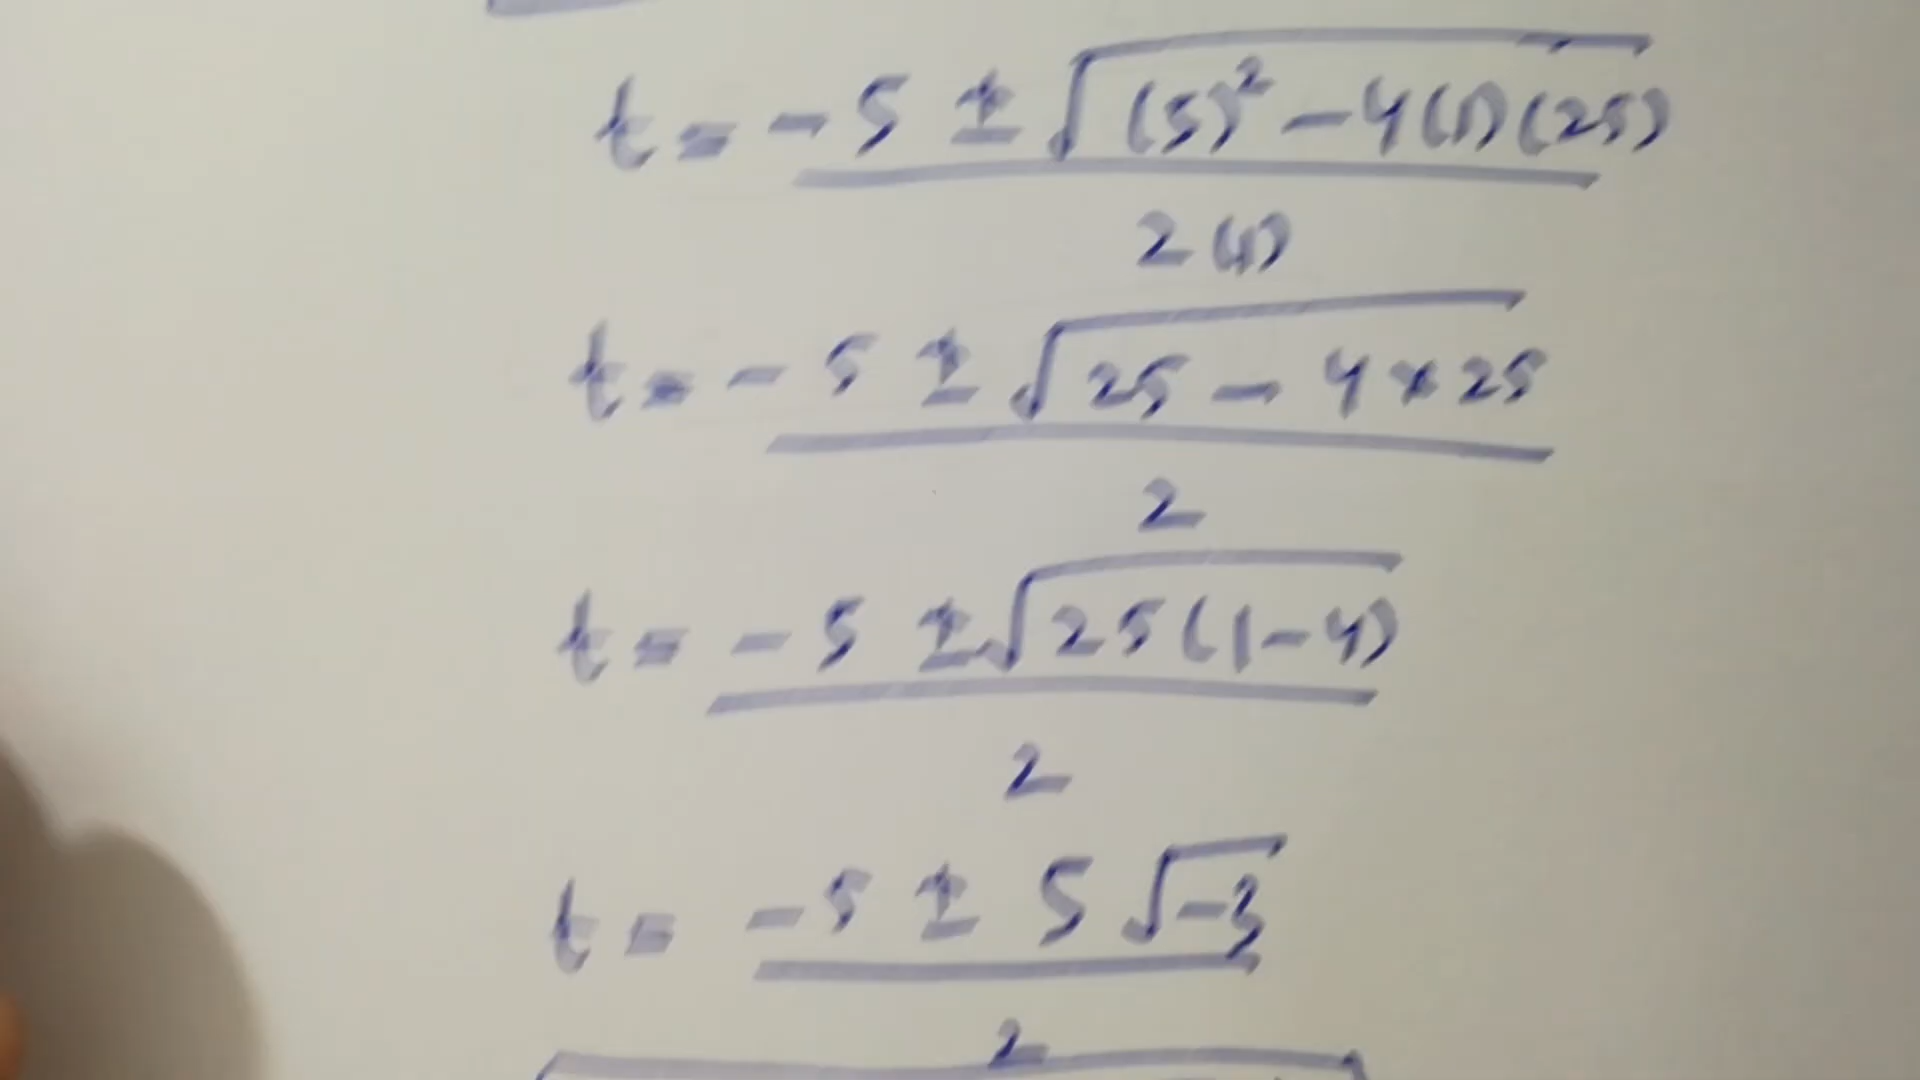 t = -5 ± √(5)² - 4(1)(25)
2(1)
t = -5 ± √25 - 4 × 25
2
t = -5 ± √25(1-4)
2
t = -5 ± 5√-3
2